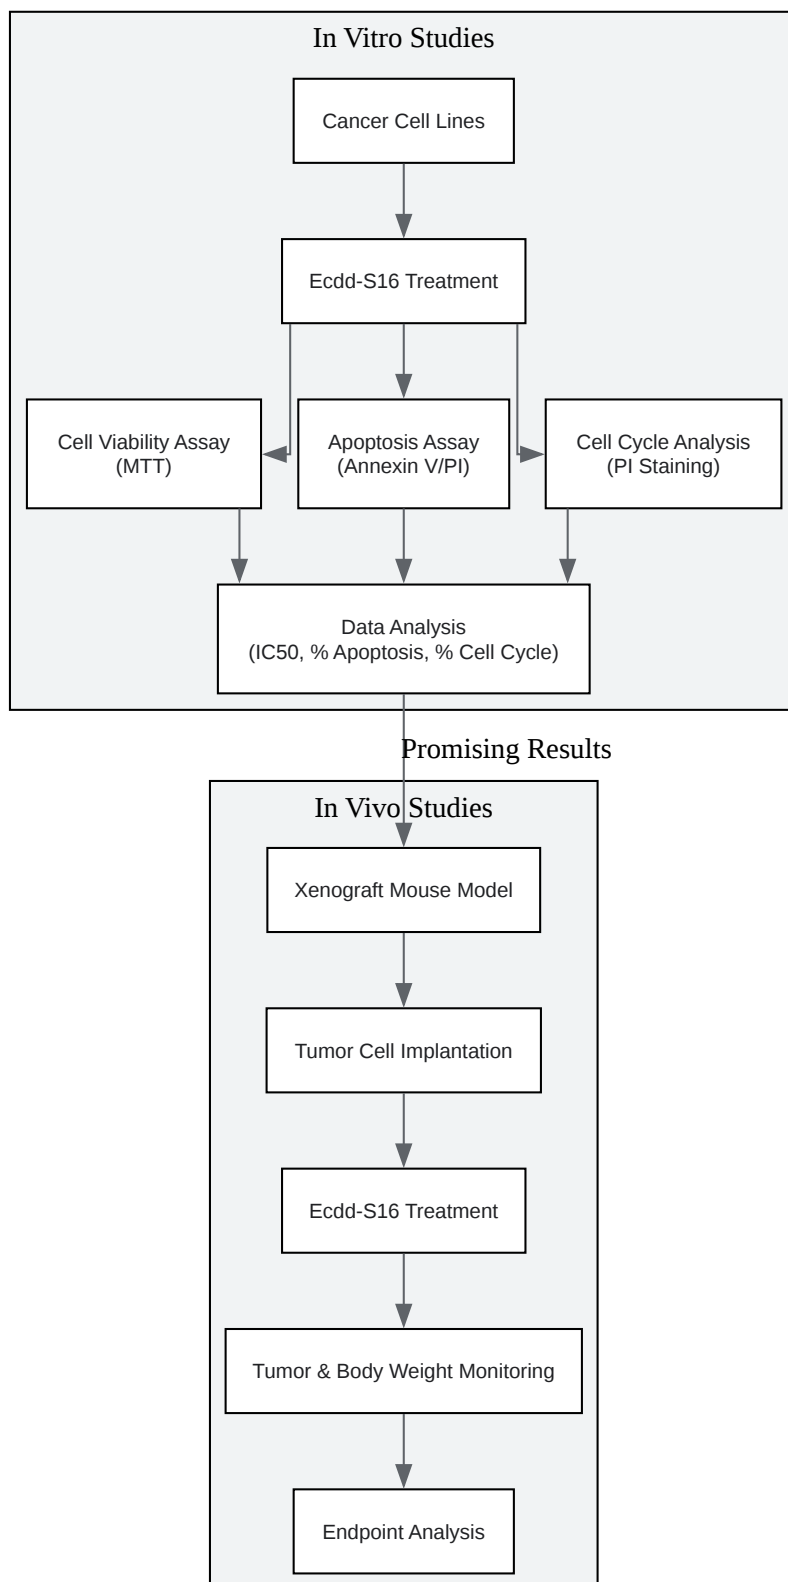 In Vitro Studies
Cancer Cell Lines
Ecdd-S16 Treatment
Cell Viability Assay
(MTT)
Apoptosis Assay
(Annexin V/PI)
Cell Cycle Analysis
(PI Staining)
Data Analysis
(IC50, % Apoptosis, % Cell Cycle)
Promising Results
In Vivo Studies
Xenograft Mouse Model
Tumor Cell Implantation
Ecdd-S16 Treatment
Tumor & Body Weight Monitoring
Endpoint Analysis